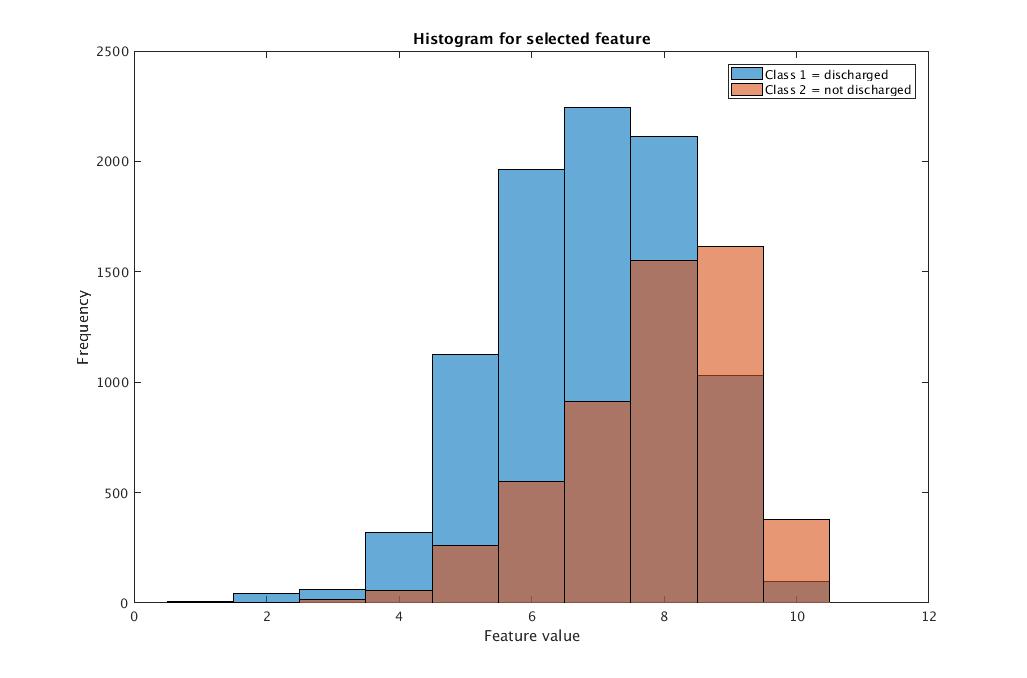 Histogram for selected feature
Class 1 = discharged
Class 2 = not discharged
2500
2000
1500
1000
500
0
Frequency
0 2 4 6 8 10 12
Feature value